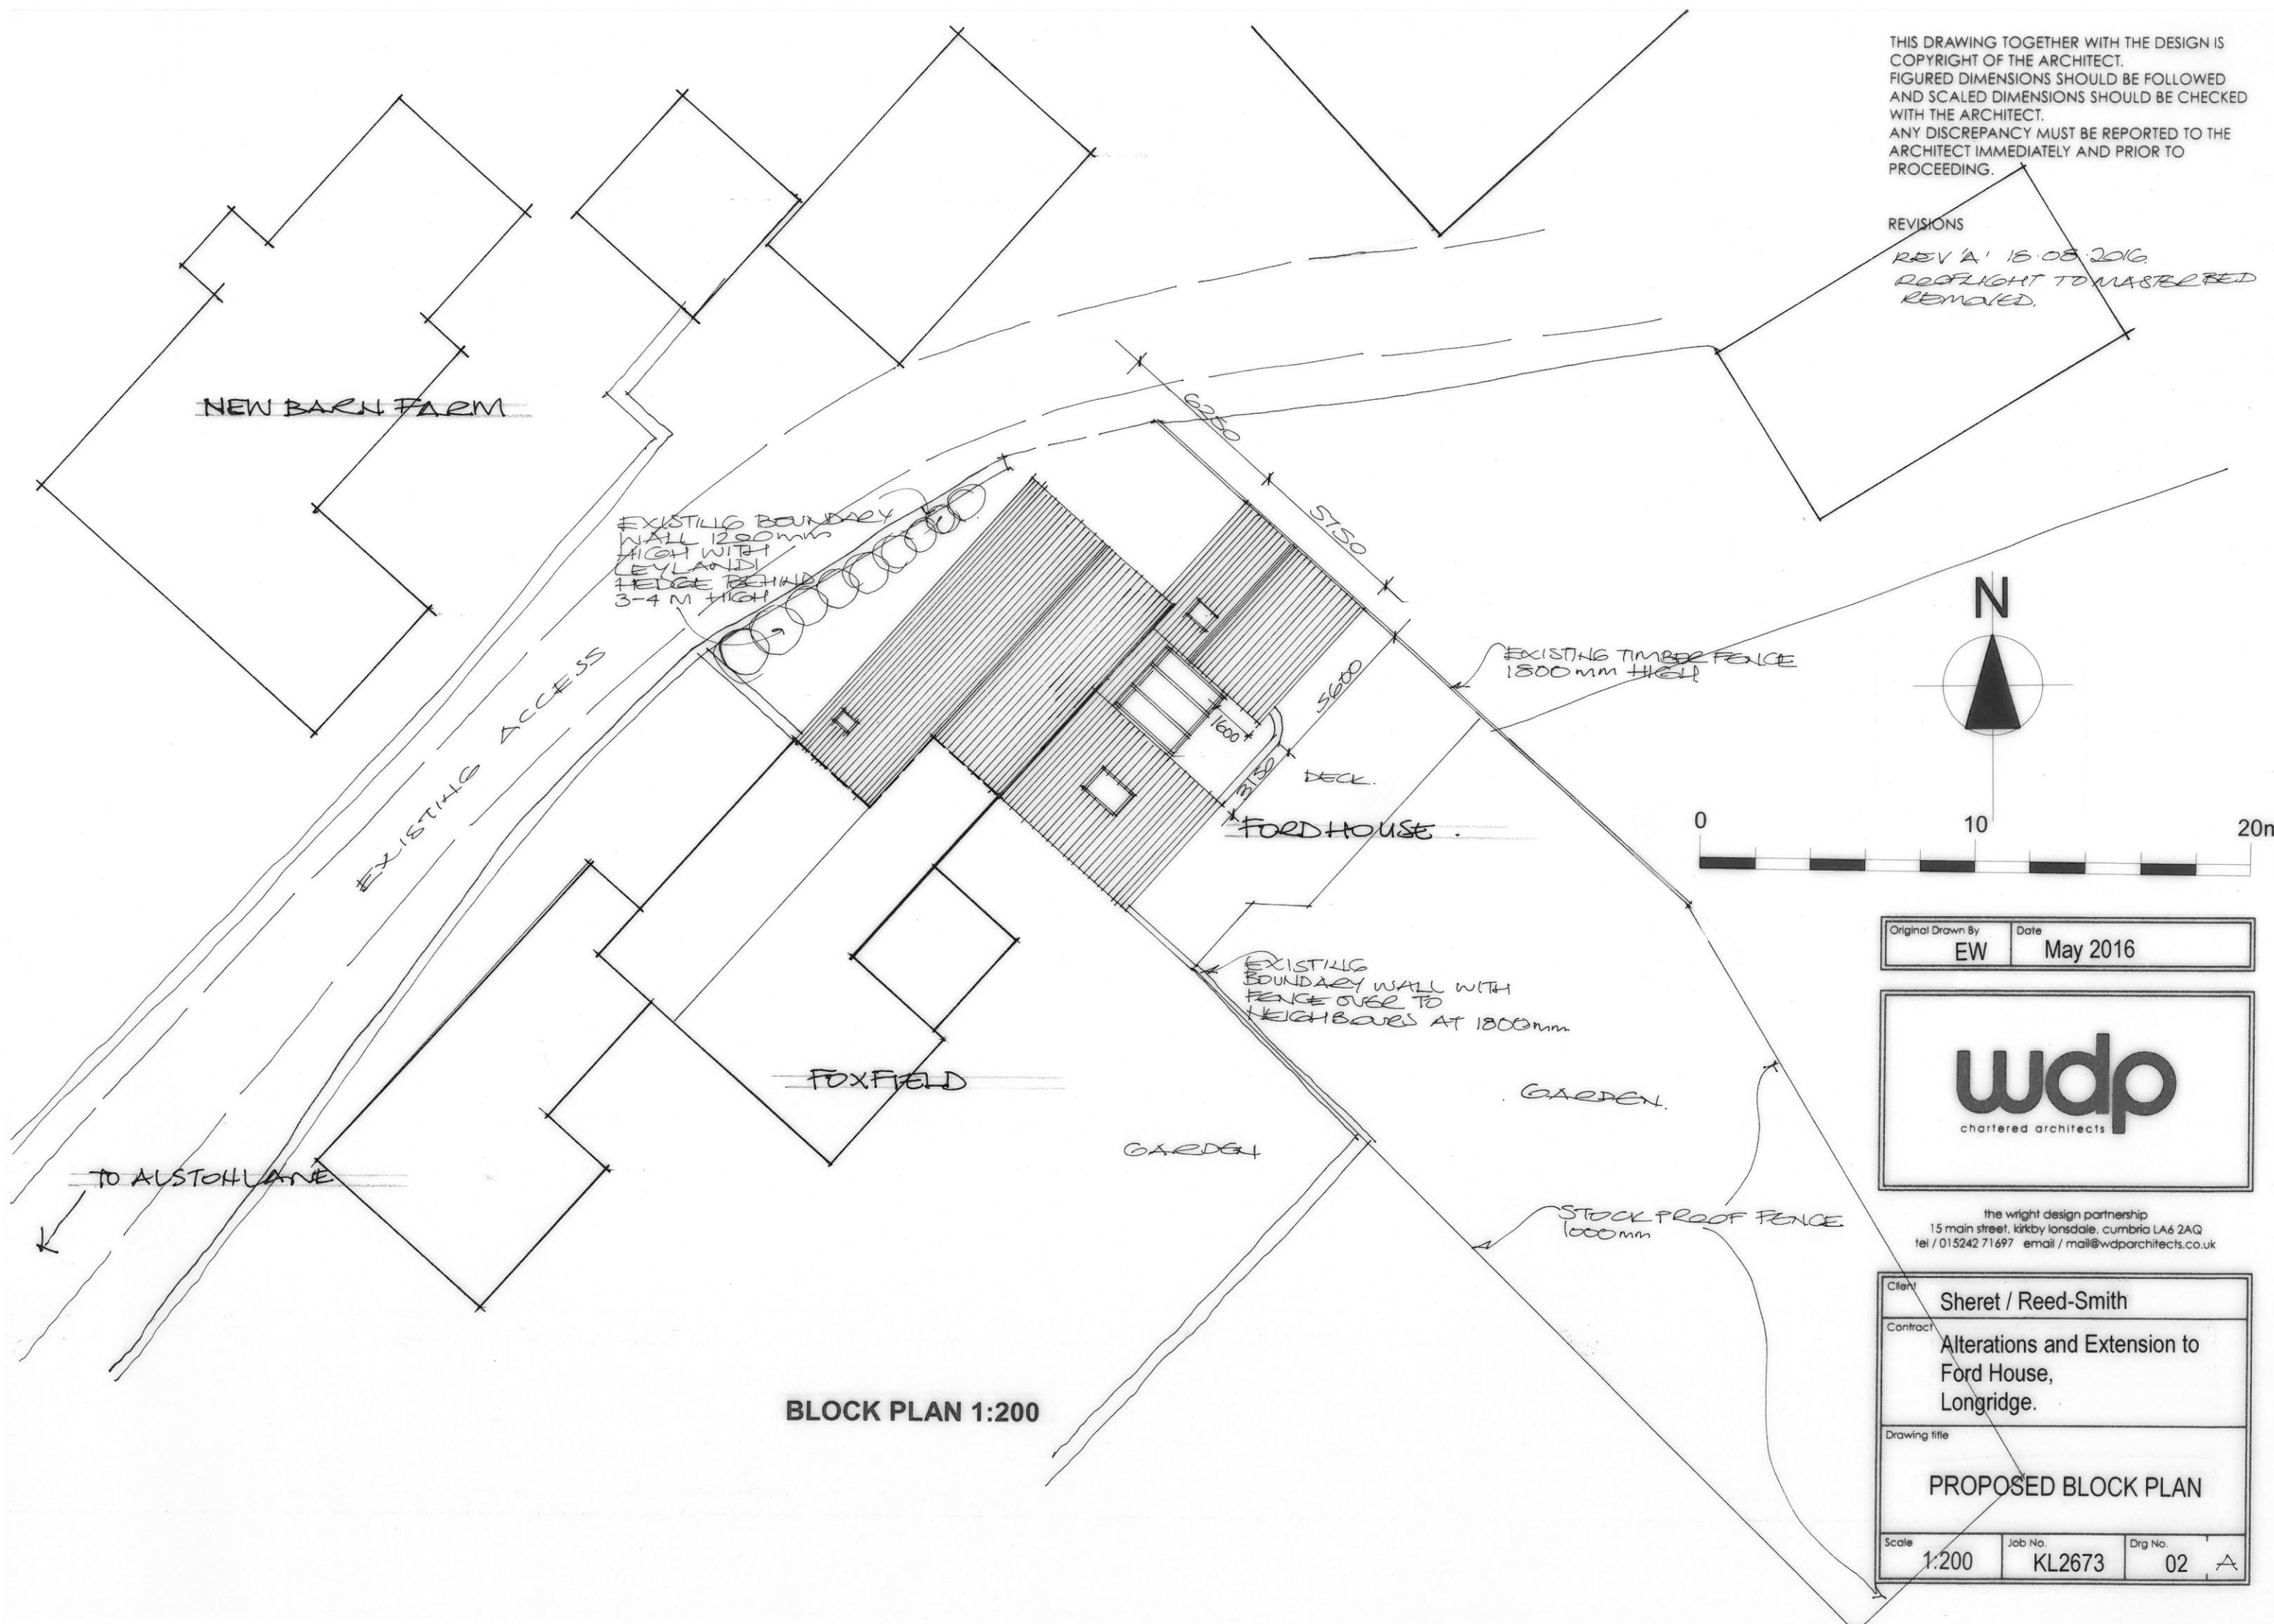 THIS DRAWING TOGETHER WITH THE DESIGN IS
COPYRIGHT OF THE ARCHITECT.
FIGURED DIMENSIONS SHOULD BE FOLLOWED
AND SCALED DIMENSIONS SHOULD BE CHECKED
WITH THE ARCHITECT.
ANY DISCREPANCY MUST BE REPORTED TO THE
ARCHITECT IMMEDIATELY AND PRIOR TO
PROCEEDING.
REVISIONS
REV 'A' 18.08.2016.
ROOFLIGHT TO MASTER BED
REMOVED.
NEW BARN FARM
6200
5750
EXISTING BOUNDARY
WALL 1200mm
HIGH WITH
LEYLANDI
HEDGE BEHIND
3-4 M HIGH
EXISTING ACCESS
N
EXISTING TIMBER FENCE
1800mm HIGH
5600
1600
3750
DECK.
FORD HOUSE.
0
10
20m
EXISTING
BOUNDARY WALL WITH
FENCE OVER TO
NEIGHBOURS AT 1800mm
FOXFIELD
GARDEN.
GARDEN
TO ALSTON LANE
STOCK PROOF FENCE
1000mm
BLOCK PLAN 1:200
Original Drawn By
EW
Date
May 2016
wdp
chartered architects
the wright design partnership
15 main street, kirkby lonsdale, cumbria LA6 2AQ
tel / 015242 71697 email / mail@wdparchitects.co.uk
Client
Sheret / Reed-Smith
Contract
Alterations and Extension to
Ford House,
Longridge.
Drawing title
PROPOSED BLOCK PLAN
Scale
1:200
Job No.
KL2673
Drg No.
02 A